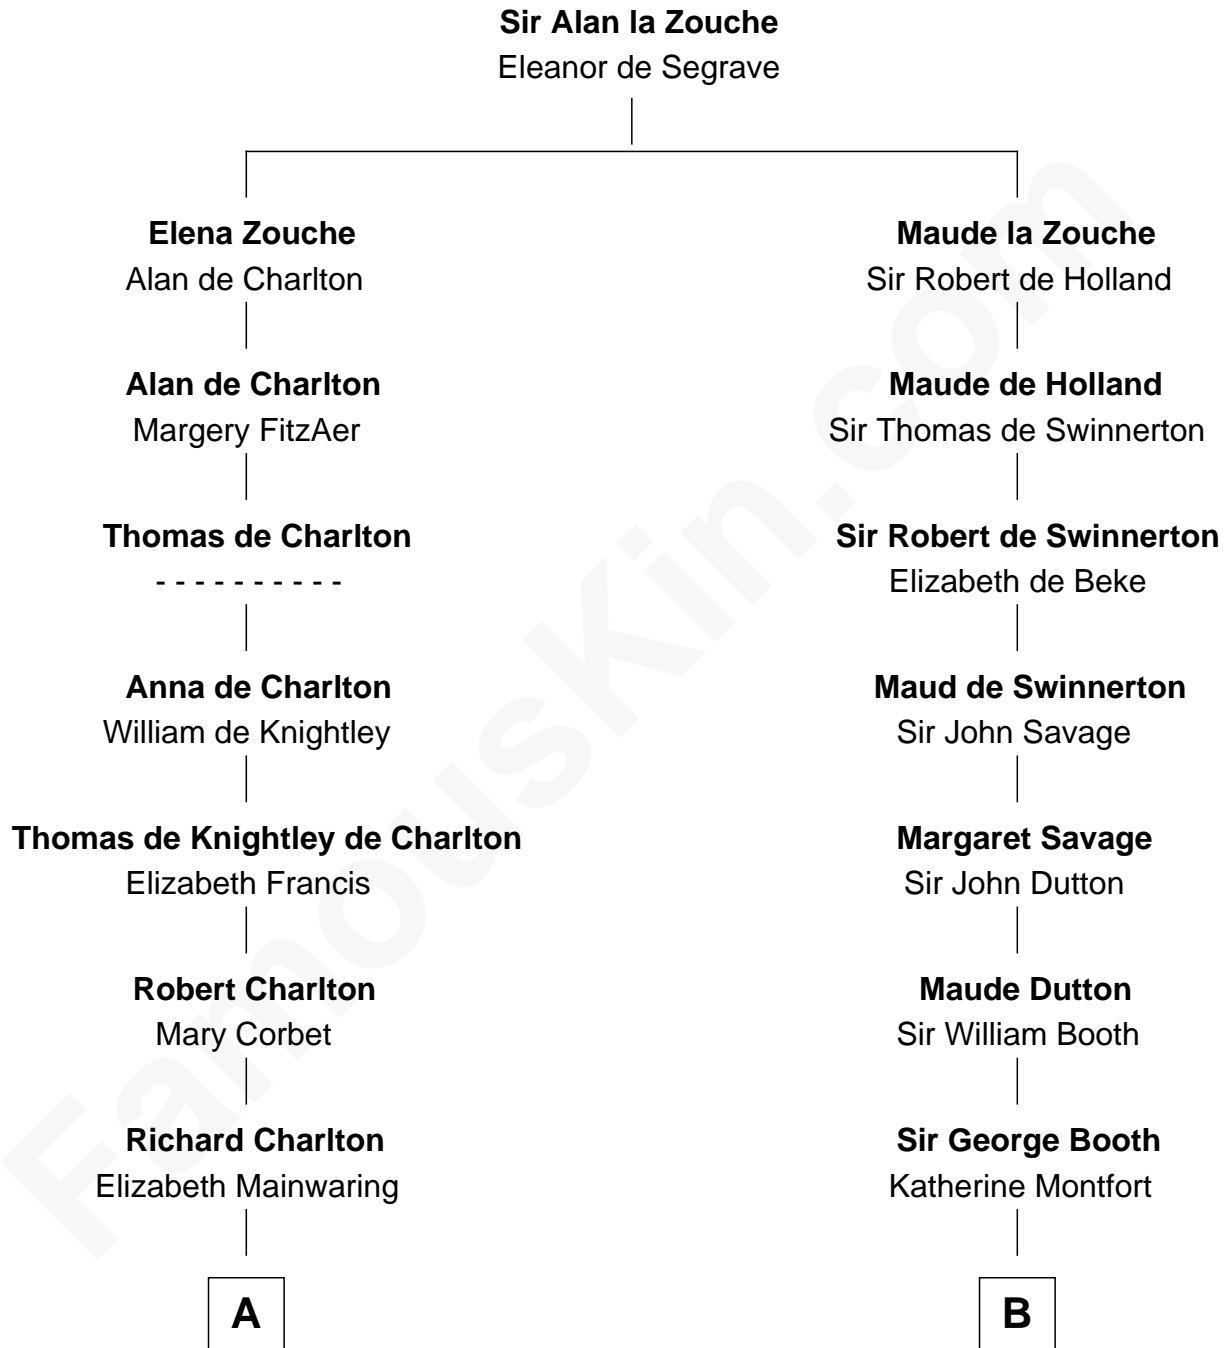 Sir Alan la Zouche
Eleanor de Segrave
Elena Zouche
Alan de Charlton
Maude la Zouche
Sir Robert de Holland
Alan de Charlton
Margery FitzAer
Maude de Holland
Sir Thomas de Swinnerton
Thomas de Charlton
- - - - - - - - - -
Sir Robert de Swinnerton
Elizabeth de Beke
Anna de Charlton
William de Knightley
Maud de Swinnerton
Sir John Savage
Thomas de Knightley de Charlton
Elizabeth Francis
Margaret Savage
Sir John Dutton
Robert Charlton
Mary Corbet
Maude Dutton
Sir William Booth
Richard Charlton
Elizabeth Mainwaring
Sir George Booth
Katherine Montfort
A
B
FamousKin.com